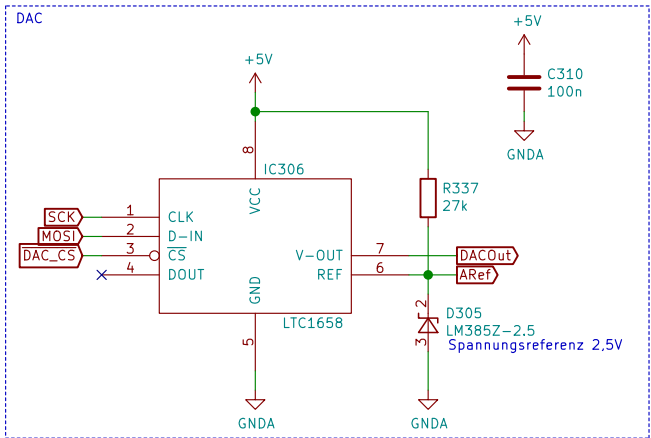 DAC
+5V
+5V
C310
100n
GNDA
8
IC306
VCC
R337
27k
SCK
1
CLK
MOSI
2
D-IN
DAC_CS
3
CS
V-OUT
7
DACOut
4
DOUT
REF
6
ARef
GND
2
D305
LM385Z-2.5
LTC1658
5
3
Spannungsreferenz 2,5V
GNDA
GNDA